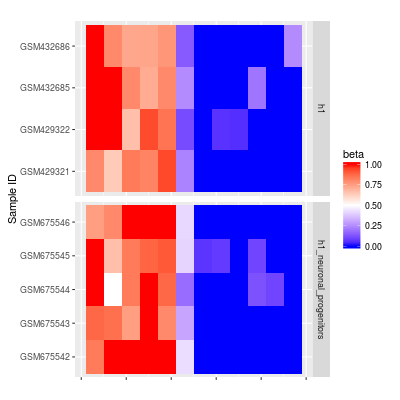 GSM432686
GSM432685
GSM429322
GSM429321
h1
GSM675546
GSM675545
GSM675544
GSM675543
GSM675542
h1_neuronal_progenitors
Sample ID
beta
1.00
0.75
0.50
0.25
0.00